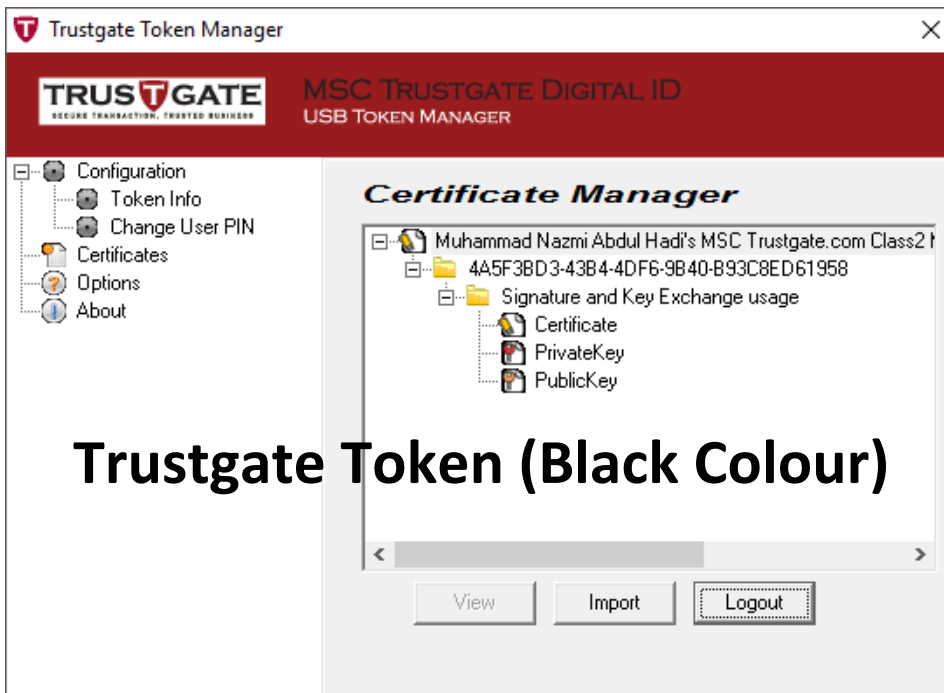 Trustgate Token Manager
TRUSTGATE
SECURE TRANSACTION, TRUSTED BUSINESS
MSC TRUSTGATE DIGITAL ID
USB TOKEN MANAGER
Configuration
Token Info
Change User PIN
Certificates
Options
About
Certificate Manager
Muhammad Nazmi Abdul Hadi's MSC Trustgate.com Class2
4A5F3BD3-43B4-4DF6-9B40-B93C8ED61958
Signature and Key Exchange usage
Certificate
PrivateKey
PublicKey
Trustgate Token (Black Colour)
View
Import
Logout